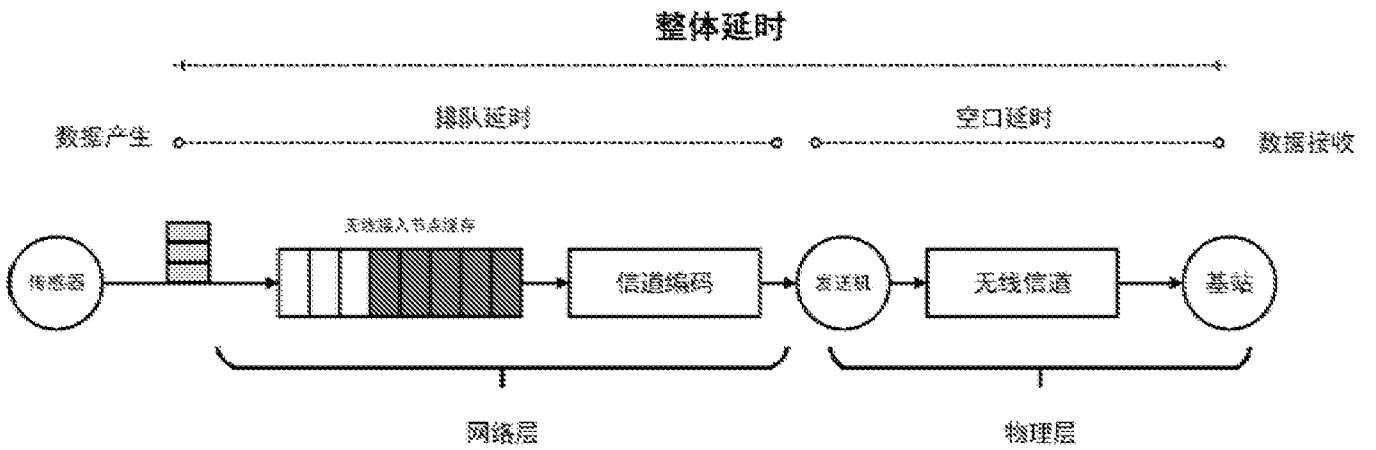 整体延时
数据产生
排队延时
空口延时
数据接收
无线接入节点缓存
传感器
信道编码
发送机
无线信道
基站
网络层
物理层